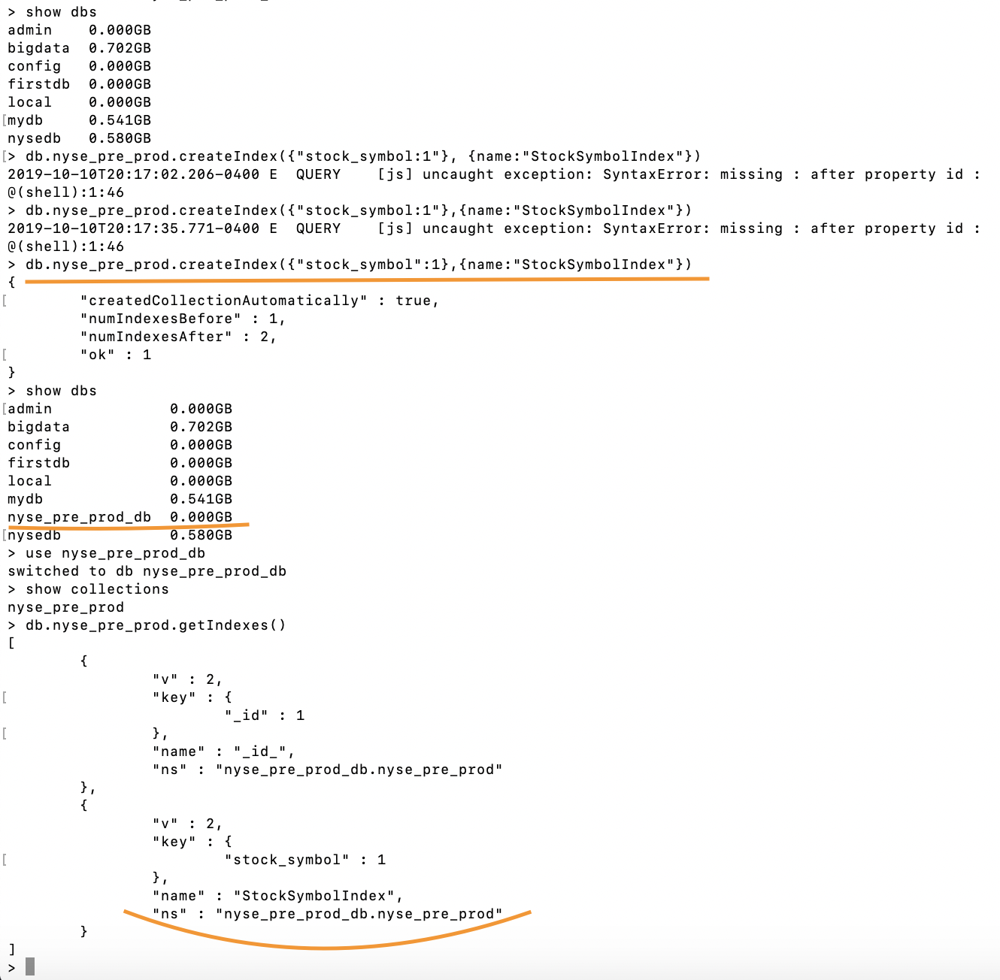 > show dbs
admin    0.000GB
bigdata  0.702GB
config   0.000GB
firstdb  0.000GB
local    0.000GB
[mydb     0.541GB
nysedb   0.580GB
[> db.nyse_pre_prod.createIndex({"stock_symbol:1"}, {name:"StockSymbolIndex"})
2019-10-10T20:17:02.206-0400 E  QUERY    [js] uncaught exception: SyntaxError: missing : after property id :
@(shell):1:46
> db.nyse_pre_prod.createIndex({"stock_symbol:1"},{name:"StockSymbolIndex"})
2019-10-10T20:17:35.771-0400 E  QUERY    [js] uncaught exception: SyntaxError: missing : after property id :
@(shell):1:46
> db.nyse_pre_prod.createIndex({"stock_symbol":1},{name:"StockSymbolIndex"})
{
[        "createdCollectionAutomatically" : true,
        "numIndexesBefore" : 1,
        "numIndexesAfter" : 2,
[        "ok" : 1
}
> show dbs
[admin             0.000GB
bigdata           0.702GB
config            0.000GB
firstdb           0.000GB
local             0.000GB
mydb              0.541GB
nyse_pre_prod_db  0.000GB
[nysedb            0.580GB
> use nyse_pre_prod_db
switched to db nyse_pre_prod_db
> show collections
nyse_pre_prod
> db.nyse_pre_prod.getIndexes()
[
        {
                "v" : 2,
[                "key" : {
                        "_id" : 1
[                },
                "name" : "_id_",
                "ns" : "nyse_pre_prod_db.nyse_pre_prod"
        },
        {
                "v" : 2,
                "key" : {
[                        "stock_symbol" : 1
                },
                "name" : "StockSymbolIndex",
                "ns" : "nyse_pre_prod_db.nyse_pre_prod"
        }
]
>